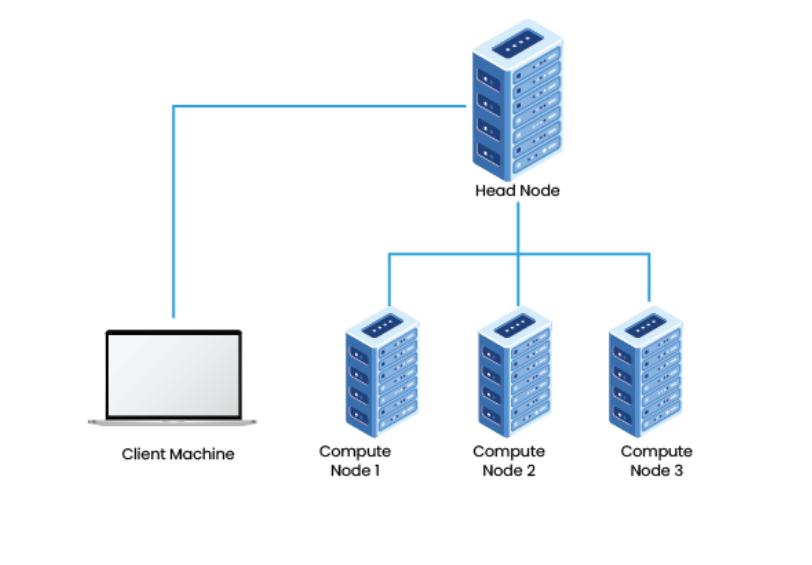 Head Node
Client Machine
Compute
Node 1
Compute
Node 2
Compute
Node 3